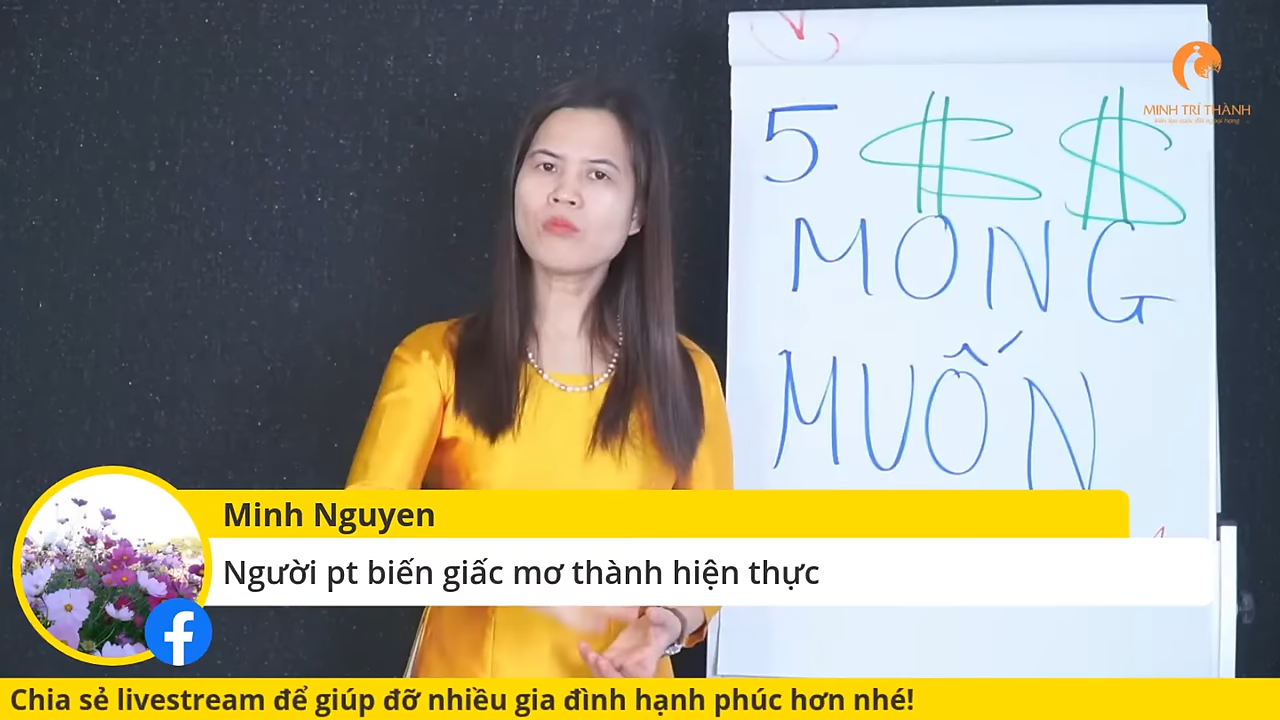 MINH TRÍ THÀNH
5 $ $
MONG
MUỐN
Minh Nguyen
Người pt biến giấc mơ thành hiện thực
Chia sẻ livestream để giúp đỡ nhiều gia đình hạnh phúc hơn nhé!